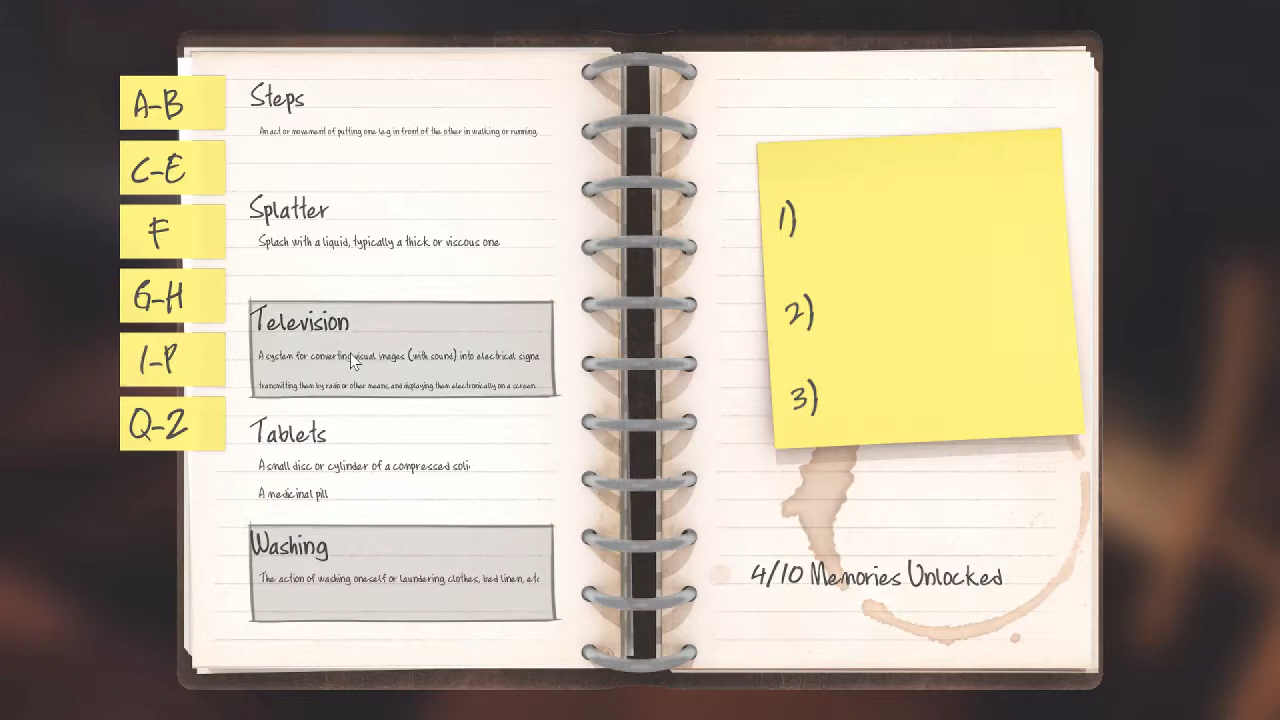 A-B
C-E
F
G-H
I-P
Q-Z
Steps
An act or movement of putting one leg in front of the other in walking or running.
Splatter
Splash with a liquid, typically a thick or viscous one
Television
A system for converting visual images (with sound) into electrical signa
transmitting them by radio or other means, and displaying them electronically on a screen.
Tablets
A small disc or cylinder of a compressed soli
A medicinal pill
Washing
The action of washing oneself or laundering clothes, bed linen, etc
1)
2)
3)
4/10 Memories Unlocked